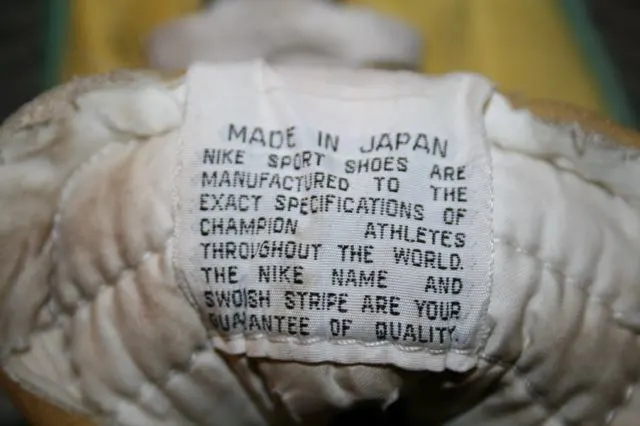 MADE IN JAPAN
NIKE SPORT SHOES ARE
MANUFACTURED TO THE
EXACT SPECIFICATIONS OF
CHAMPION ATHLETES
THROUGHOUT THE WORLD.
THE NIKE NAME AND
SWOOSH STRIPE ARE YOUR
GUARANTEE OF QUALITY.